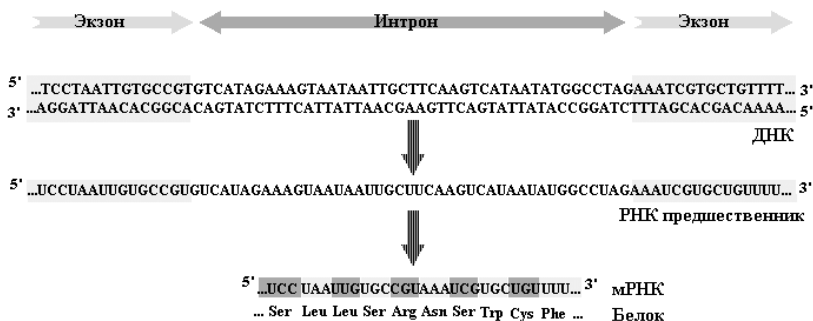 Экзон Интрон Экзон
5' ...TCCTAATTGTGCCGTGTCATAGAAAGTAATAATTGCTTCAAGTCATAATATGGCCTAGAAATCGTGCTGTTTT... 3'
3' ...AGGATTAACACGGCACAGTATCTTTCATTATTAACGAAGTTCAGTATTATACCGGATCTTTAGCACGACAAAA... 5'
ДНК
5' ...UCCUAAUUGUGCCGUGUCAUAGAAAGUAAUAAUUGCUUCAAGUCAUAAUAUGGCCUAGAAAUCGUGCUGUUUU... 3'
РНК предшественник
5' ...UCC UAAUUGUGCCGUAAAUCGUGCUGUUUU... 3' мРНК
... Ser Leu Leu Ser Arg Asn Ser Trp Cys Phe ... Белок